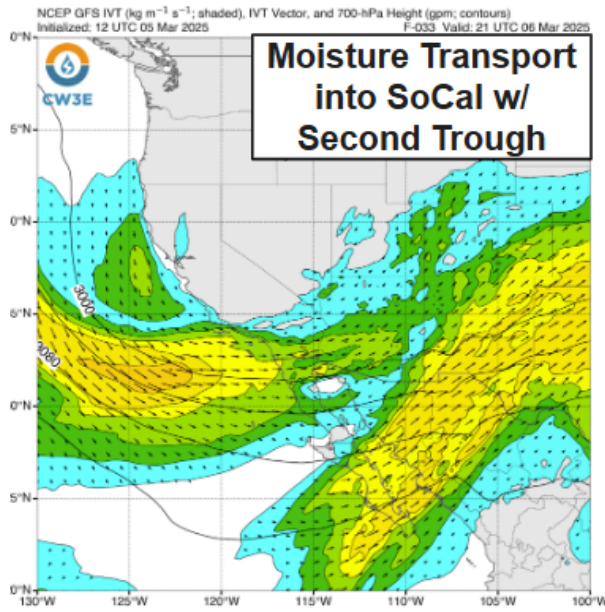 NCEP GFS IVT (kg m⁻¹ s⁻¹; shaded), IVT Vector, and 700-hPa Height (gpm; contours)
Initialized: 12 UTC 05 Mar 2025 F-033 Valid: 21 UTC 06 Mar 2025
Moisture Transport
into SoCal w/
Second Trough
CW3E
0°N
5°N
0°N
3000
5°N
3080
0°N
5°N
0°N
130°W 125°W 120°W 115°W 110°W 105°W 100°W